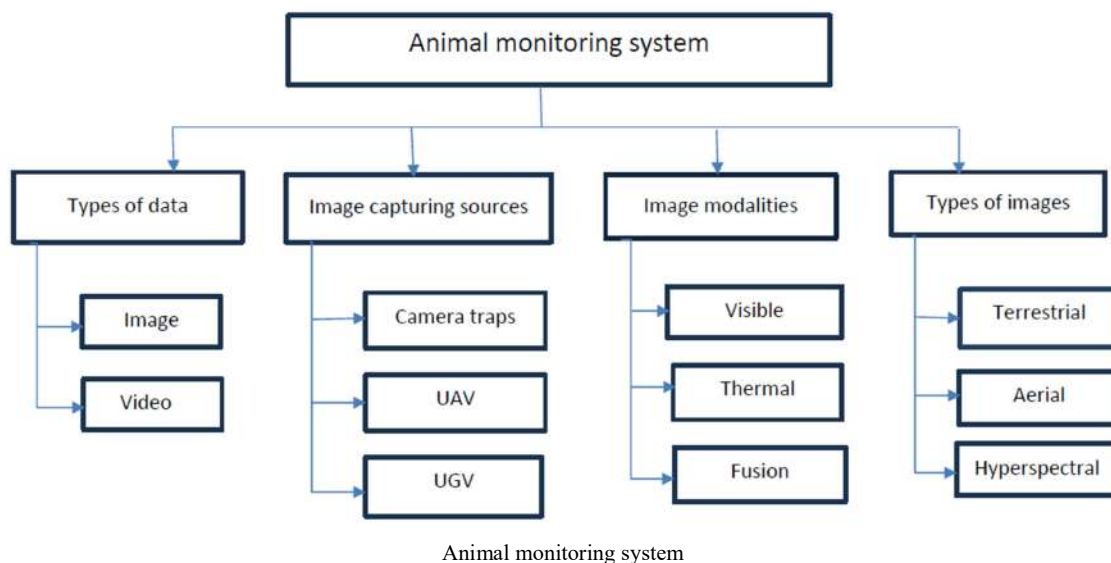 Animal monitoring system
Types of data
Image capturing sources
Image modalities
Types of images
Image
Video
Camera traps
UAV
UGV
Visible
Thermal
Fusion
Terrestrial
Aerial
Hyperspectral
Animal monitoring system